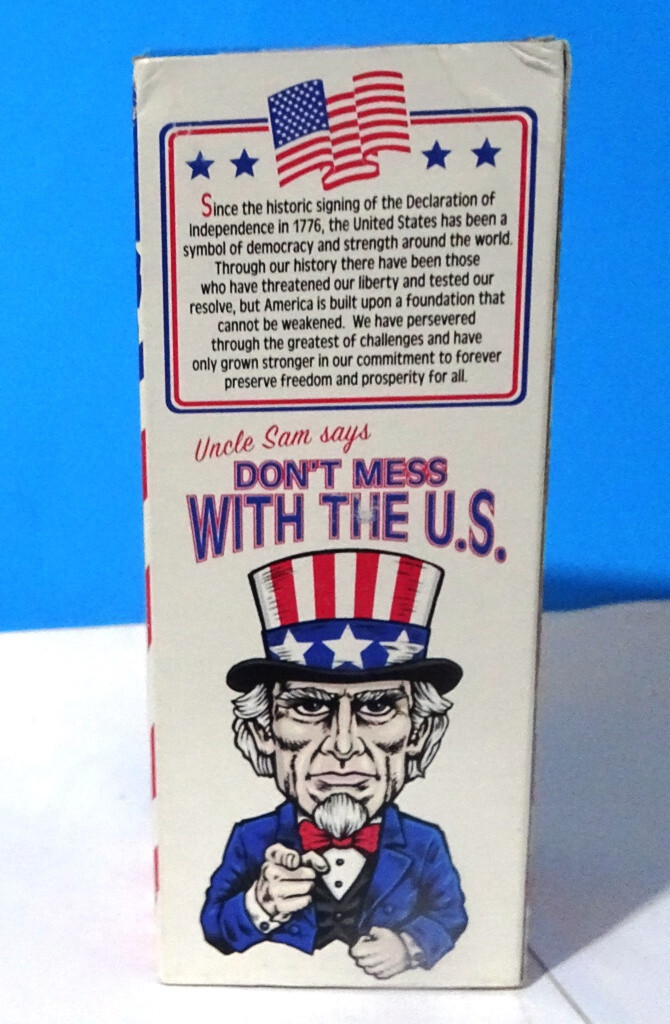 Since the historic signing of the Declaration of
Independence in 1776, the United States has been a
symbol of democracy and strength around the world.
Through our history there have been those
who have threatened our liberty and tested our
resolve, but America is built upon a foundation that
cannot be weakened. We have persevered
through the greatest of challenges and have
only grown stronger in our commitment to forever
preserve freedom and prosperity for all.
Uncle Sam says
DON'T MESS
WITH THE U.S.